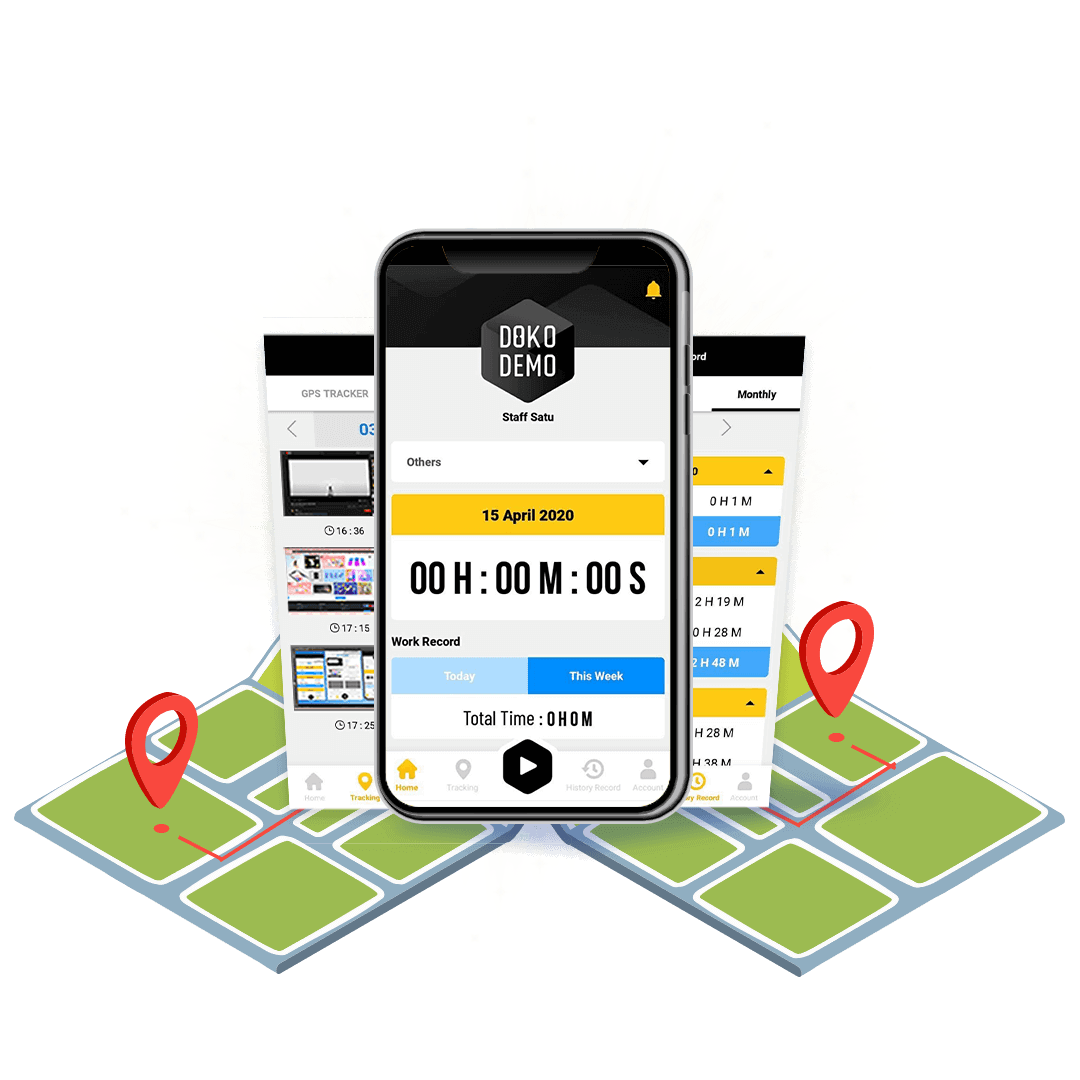 GPS TRACKER
03
16 : 36
17 : 15
17 : 25
Home
Tracking
DOKO
DEMO
Staff Satu
Others
15 April 2020
00 H : 00 M : 00 S
Work Record
Today
This Week
Total Time : 0 H 0 M
Home
Tracking
History Record
Account
ord
Monthly
0
0 H 1 M
0 H 1 M
2 H 19 M
0 H 28 M
2 H 48 M
H 28 M
H 38 M
ory Record
Account